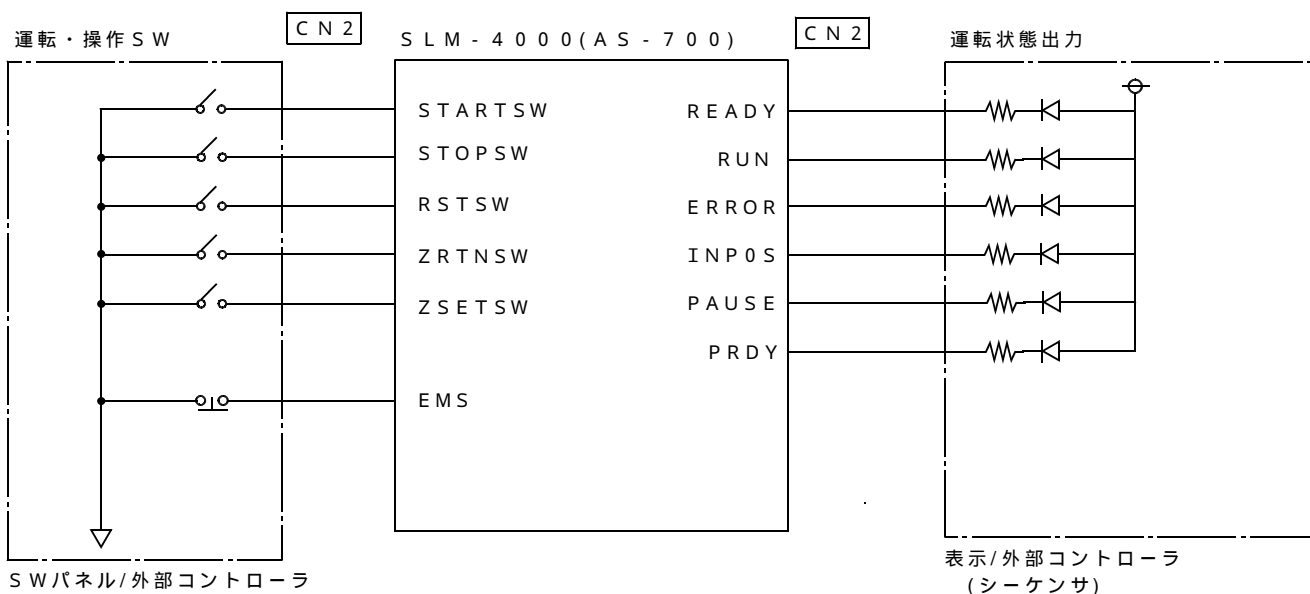 運転・操作SW
CN2
SLM-4000(AS-700)
CN2
運転状態出力
STARTSW
STOPSW
RSTSW
ZRTNSW
ZSETSW
EMS
READY
RUN
ERROR
INP0S
PAUSE
PRDY
SWパネル/外部コントローラ
表示/外部コントローラ
(シーケンサ)